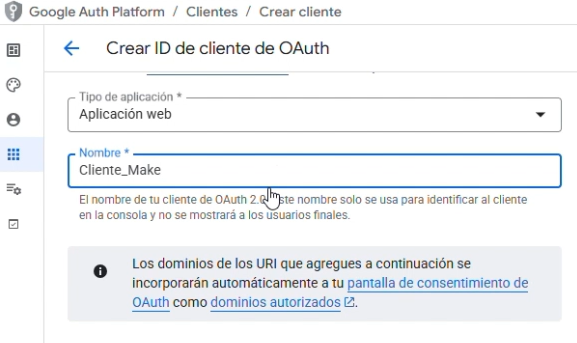 Google Auth Platform / Clientes / Crear cliente
Crear ID de cliente de OAuth
Tipo de aplicación *
Aplicación web
Nombre *
Cliente_Make
El nombre de tu cliente de OAuth 2.0. Este nombre solo se usa para identificar al cliente
en la consola y no se mostrará a los usuarios finales.
Los dominios de los URI que agregues a continuación se
incorporarán automáticamente a tu pantalla de consentimiento de
OAuth como dominios autorizados.